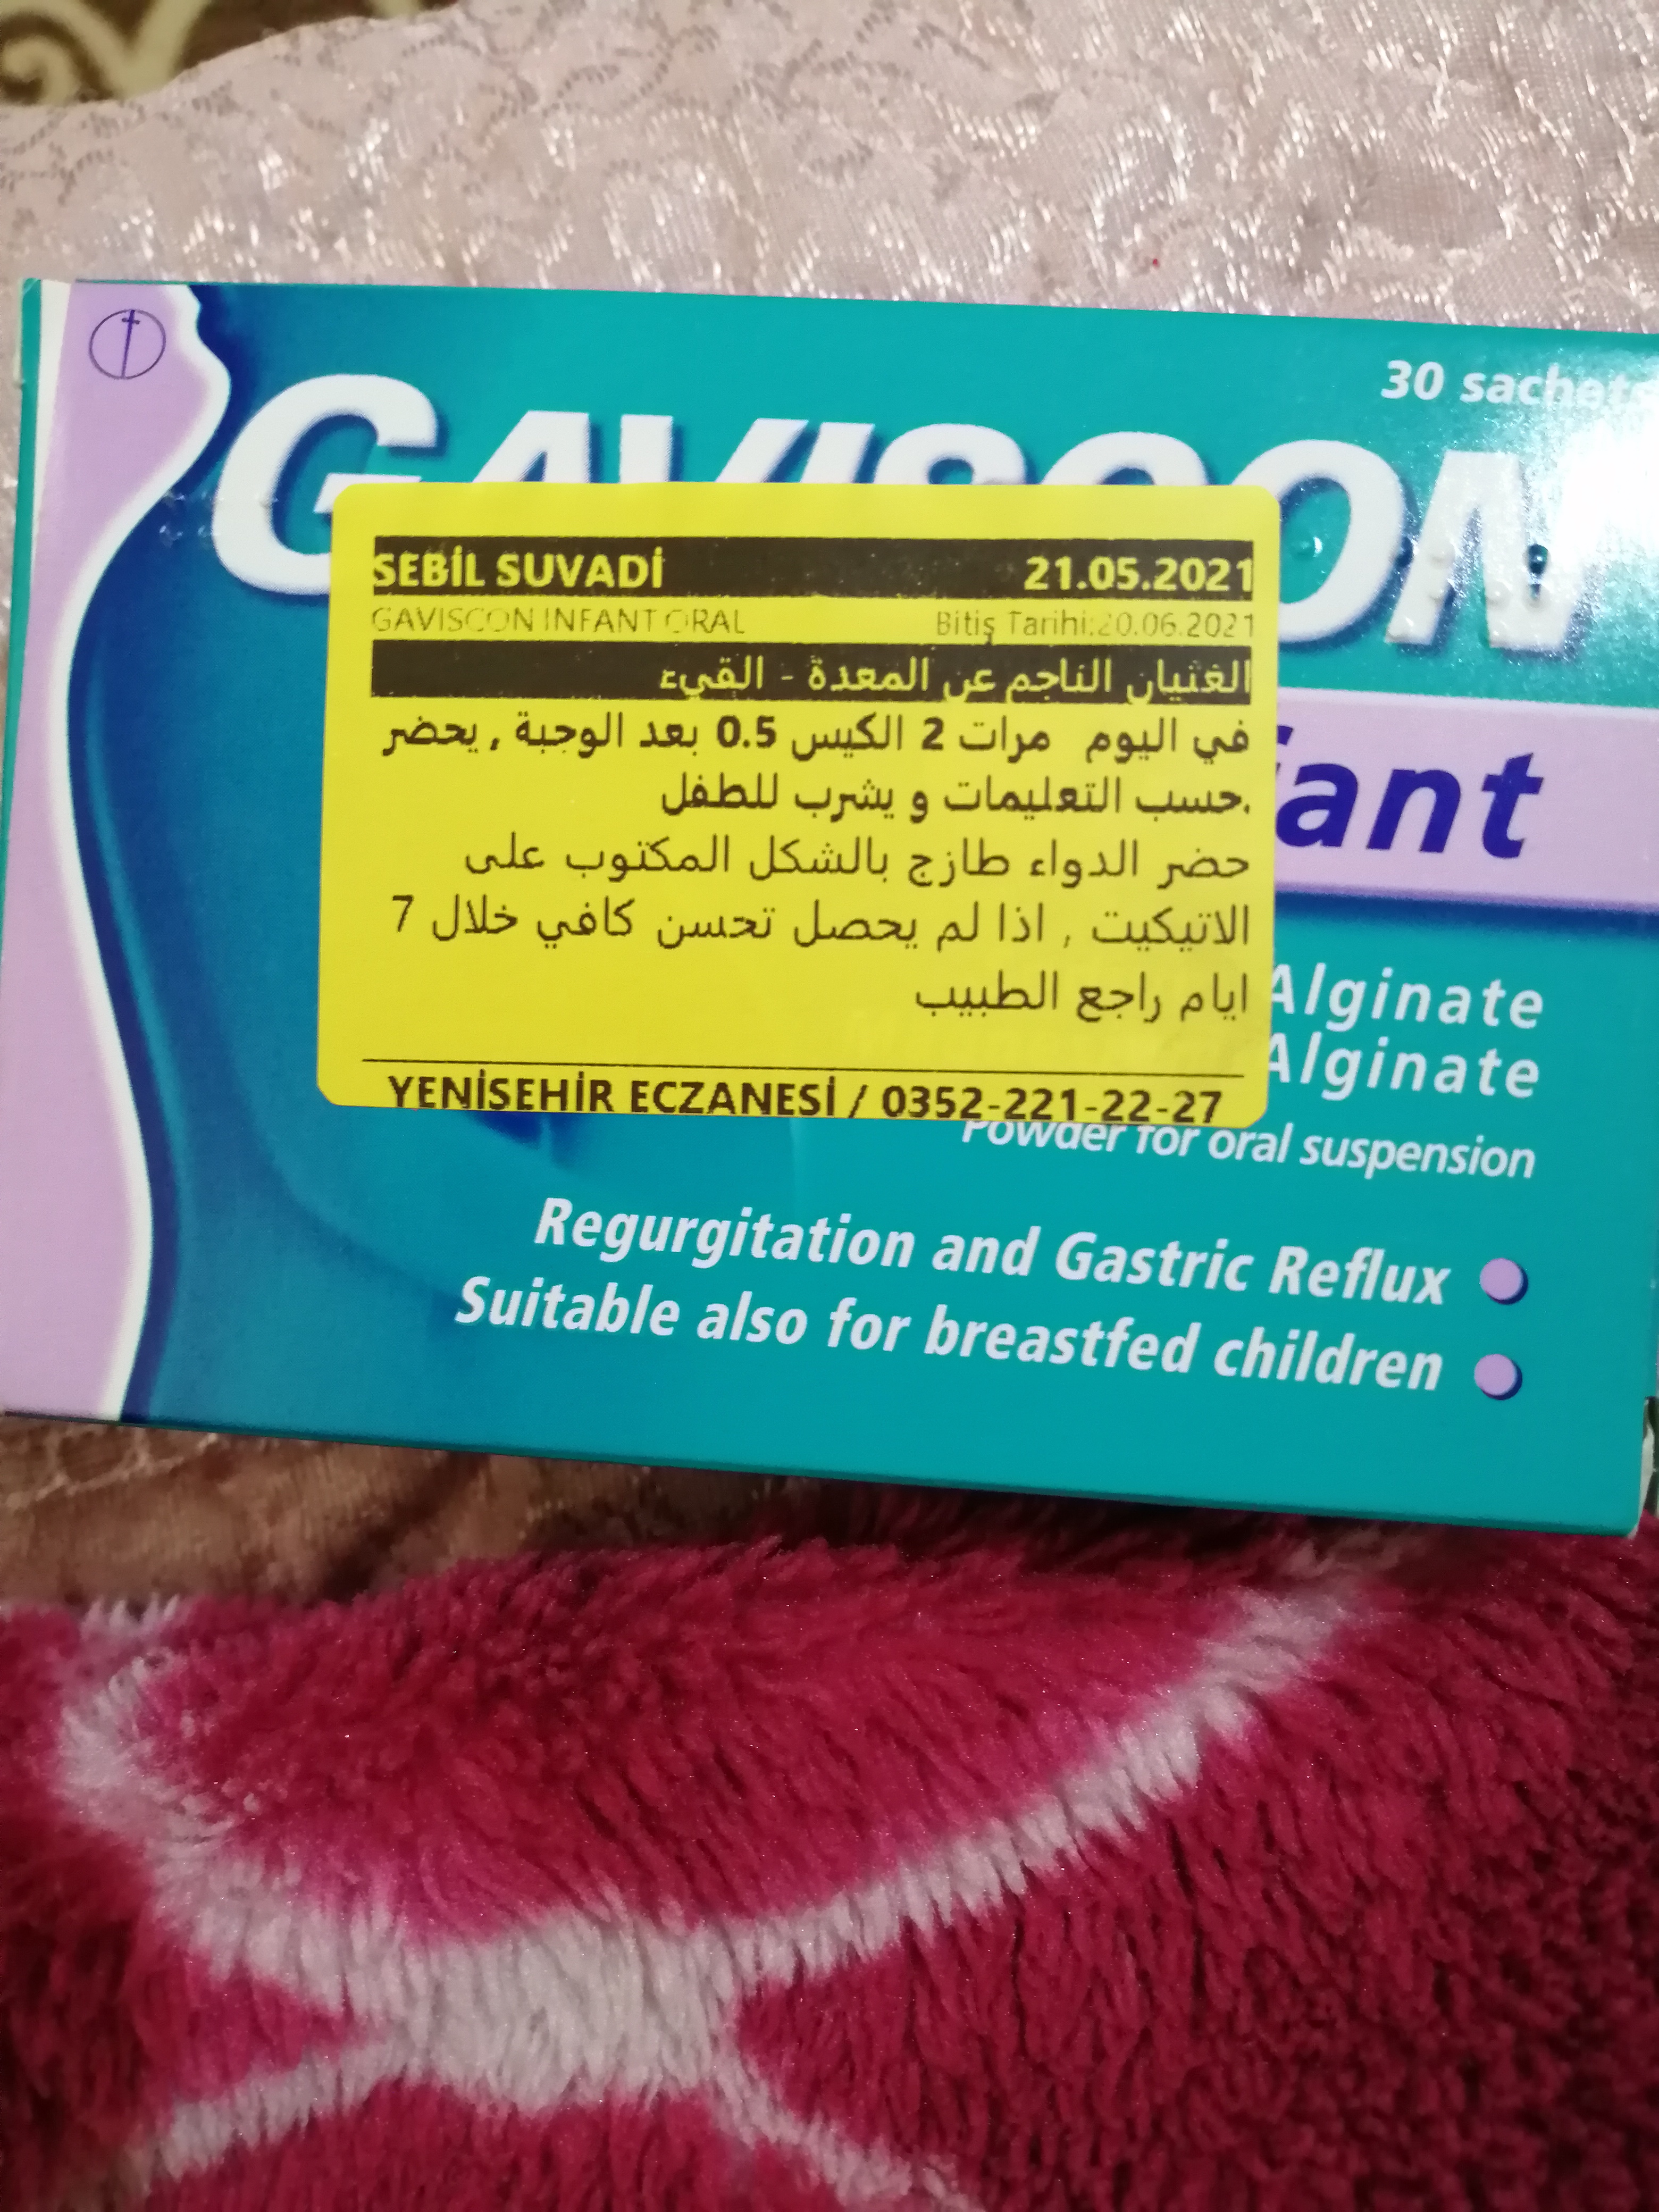 30 sachets
GAVISCON
SEBİL SUVADİ 21.05.2021
GAVISCON INFANT ORAL Bitiş Tarihi:20.06.2021
الغثيان الناجم عن المعدة - القيء
في اليوم مرات 2 الكيس 0.5 بعد الوجبة , يحضر
.حسب التعليمات و يشرب للطفل
حضر الدواء طازج بالشكل المكتوب على
الاتيكيت , اذا لم يحصل تحسن كافي خلال 7
ايام راجع الطبيب
YENİSEHİR ECZANESİ / 0352-221-22-27
fant
Alginate
Alginate
Powder for oral suspension
Regurgitation and Gastric Reflux
Suitable also for breastfed children